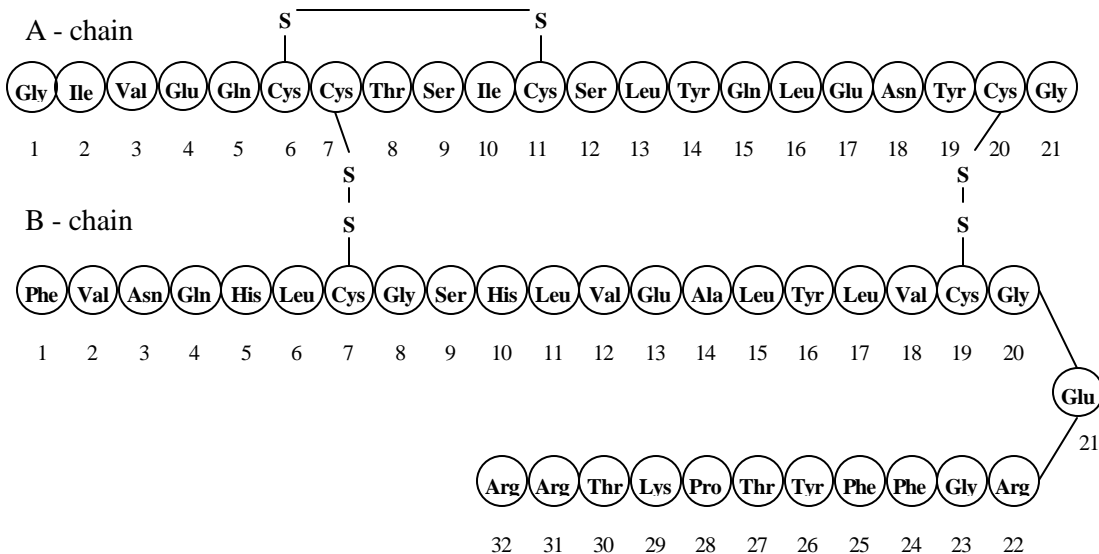 S S
A - chain
Gly Ile Val Glu Gln Cys Cys Thr Ser Ile Cys Ser Leu Tyr Gln Leu Glu Asn Tyr Cys Gly
1 2 3 4 5 6 7 8 9 10 11 12 13 14 15 16 17 18 19 20 21
S S
B - chain
S S
Phe Val Asn Gln His Leu Cys Gly Ser His Leu Val Glu Ala Leu Tyr Leu Val Cys Gly
1 2 3 4 5 6 7 8 9 10 11 12 13 14 15 16 17 18 19 20
Glu
21
Arg Arg Thr Lys Pro Thr Tyr Phe Phe Gly Arg
32 31 30 29 28 27 26 25 24 23 22